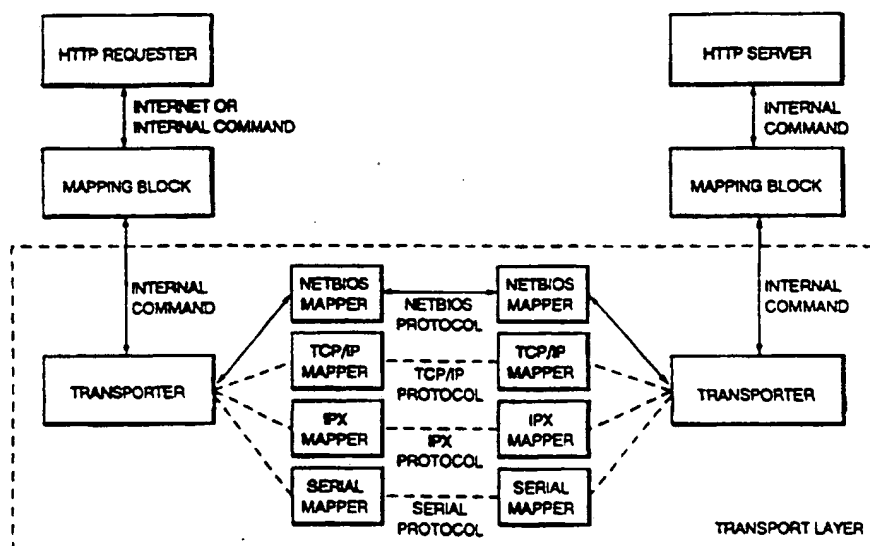 HTTP REQUESTER
HTTP SERVER
INTERNET OR
INTERNAL COMMAND
INTERNAL
COMMAND
MAPPING BLOCK
MAPPING BLOCK
INTERNAL
COMMAND
NETBIOS
MAPPER
NETBIOS
PROTOCOL
NETBIOS
MAPPER
INTERNAL
COMMAND
TRANSPORTER
TCP/IP
MAPPER
TCP/IP
PROTOCOL
TCP/IP
MAPPER
TRANSPORTER
IPX
MAPPER
IPX
PROTOCOL
IPX
MAPPER
SERIAL
MAPPER
SERIAL
PROTOCOL
SERIAL
MAPPER
TRANSPORT LAYER